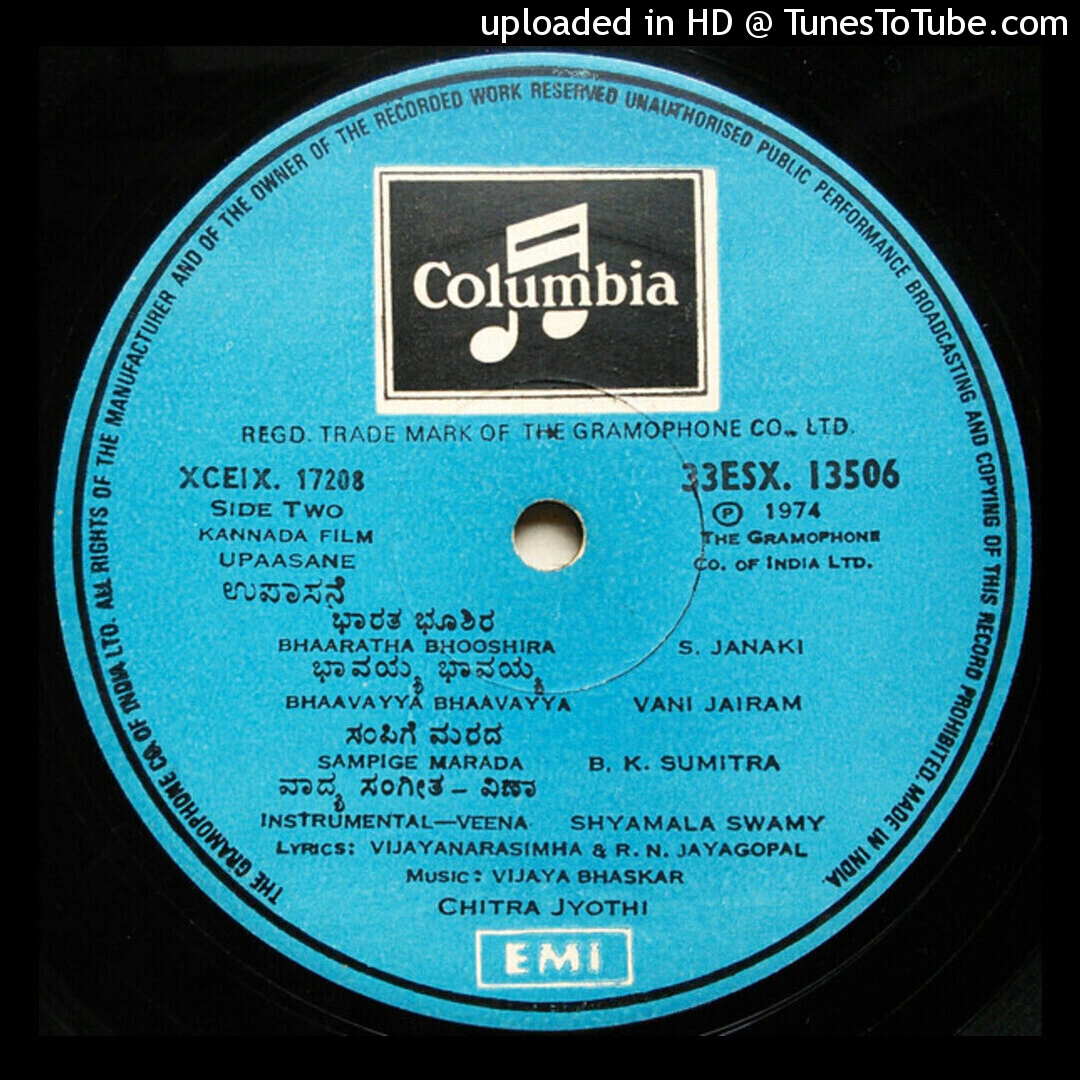 uploaded in HD @ TunesToTube.com
THE GRAMOPHONE CO. OF INDIA LTD. ALL RIGHTS OF THE MANUFACTURER AND OF THE OWNER OF THE RECORDED WORK RESERVED UNAUTHORISED PUBLIC PERFORMANCE BROADCASTING AND COPYING OF THIS RECORD PROHIBITED. MADE IN INDIA
Columbia
REGD. TRADE MARK OF THE GRAMOPHONE CO., LTD.
XCEIX. 17208 33ESX. 13506
SIDE TWO Ⓟ 1974
KANNADA FILM THE GRAMOPHONE
UPAASANE CO. OF INDIA LTD.
ಉಪಾಸನೆ
ಭಾರತ ಭೂಶಿರ
BHAARATHA BHOOSHIRA S. JANAKI
ಭಾವಯ್ಯ ಭಾವಯ್ಯ
BHAAVAYYA BHAAVAYYA VANI JAIRAM
ಸಂಪಿಗೆ ಮರದ
SAMPIGE MARADA B. K. SUMITRA
ವಾದ್ಯ ಸಂಗೀತ – ವಿಣಾ
INSTRUMENTAL—VEENA SHYAMALA SWAMY
LYRICS: VIJAYANARASIMHA & R. N. JAYAGOPAL
MUSIC: VIJAYA BHASKAR
CHITRA JYOTHI
EMI